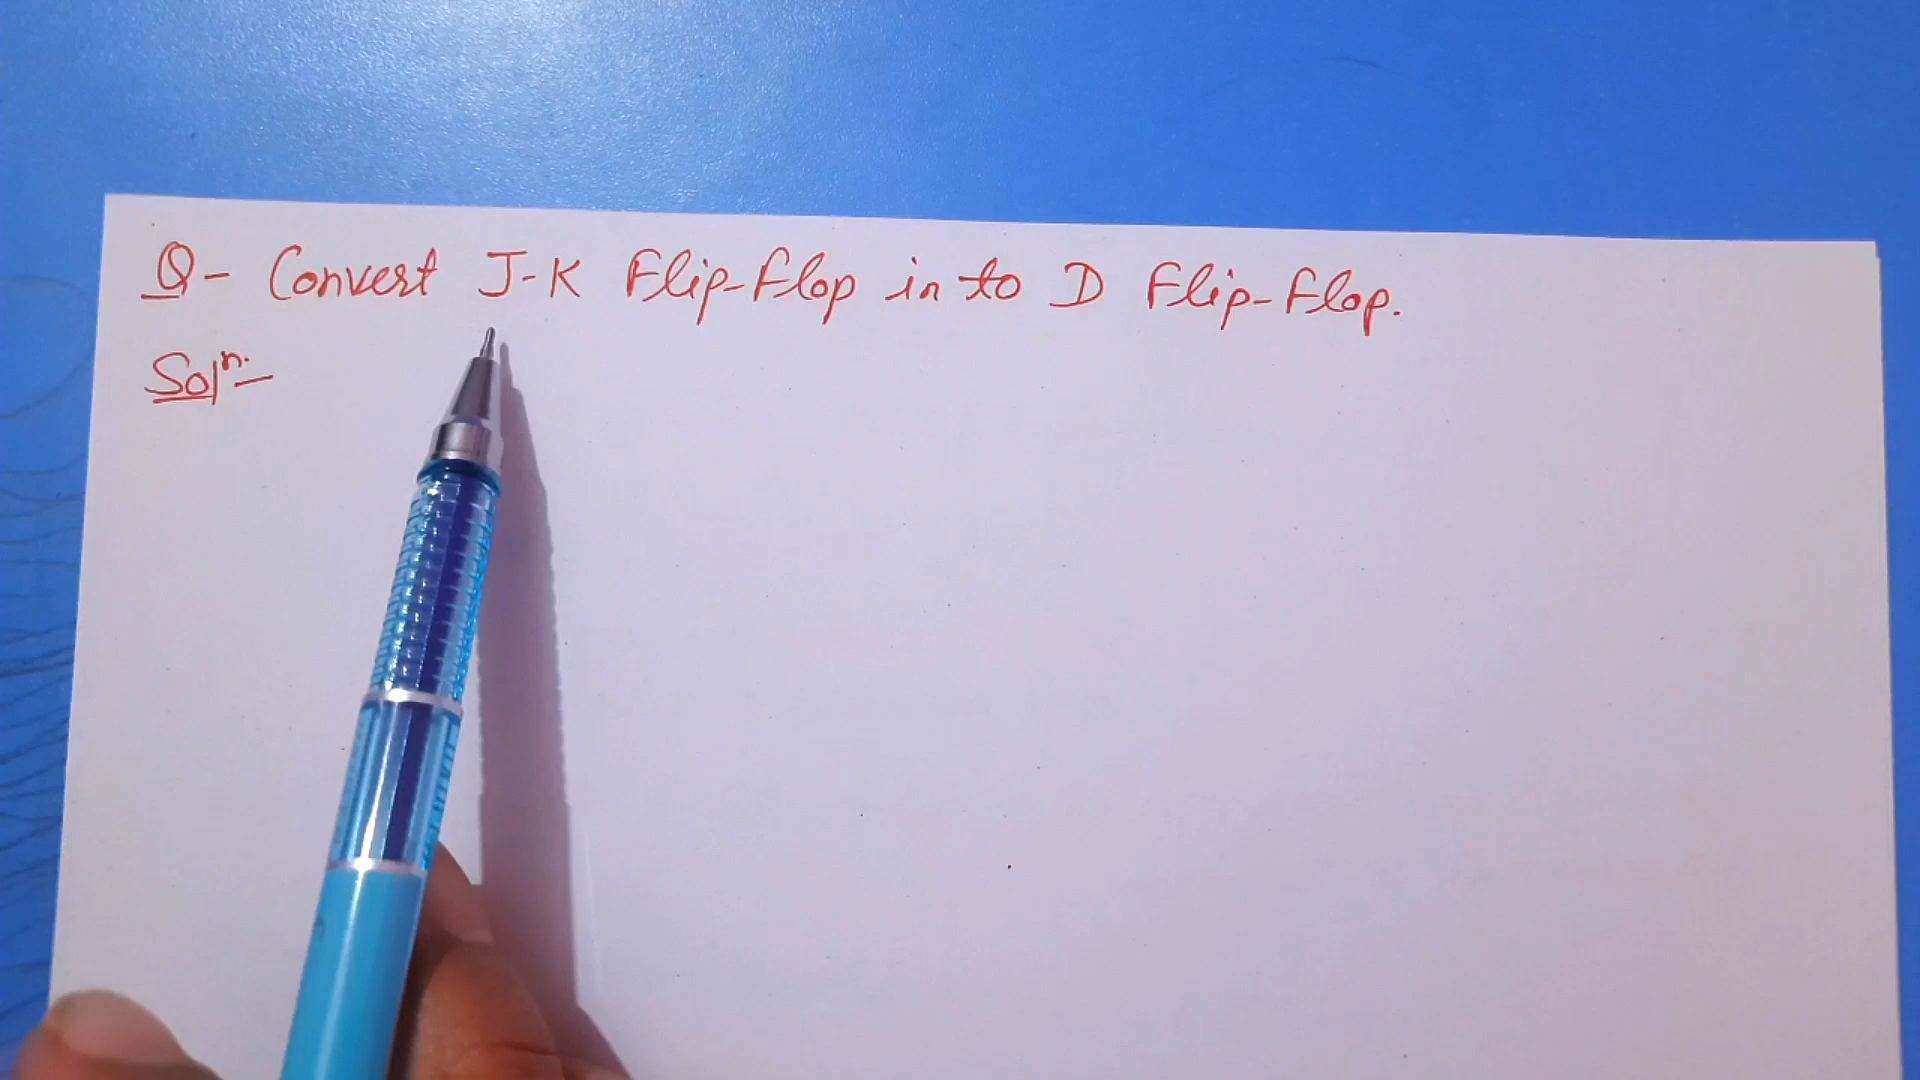 Q- Convert J-K Flip-Flop in to D Flip-Flop.
Solⁿ.-